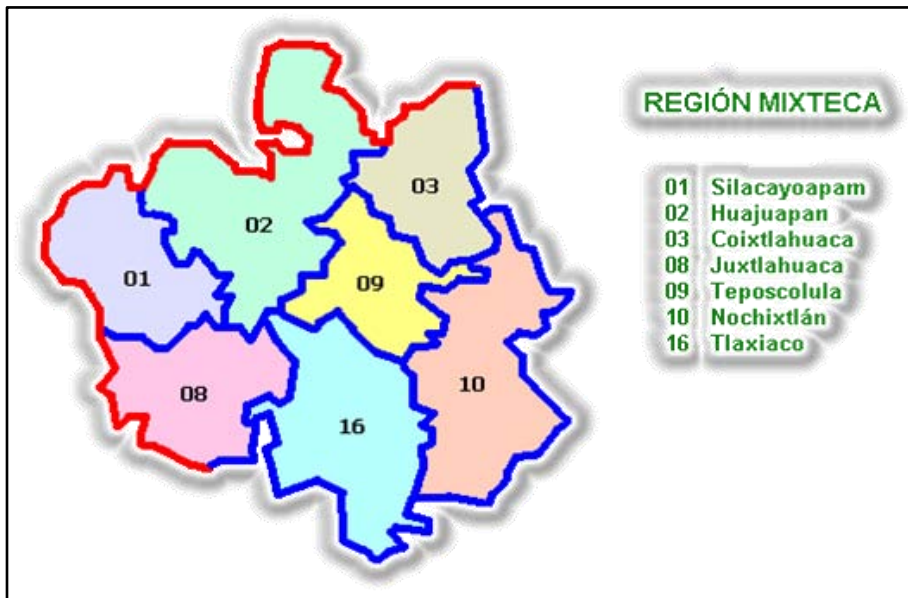 REGIÓN MIXTECA
01 Silacayoapam
02 Huajuapan
03 Coixtlahuaca
08 Juxtlahuaca
09 Teposcolula
10 Nochixtlán
16 Tlaxiaco
03
02
01
09
08
10
16